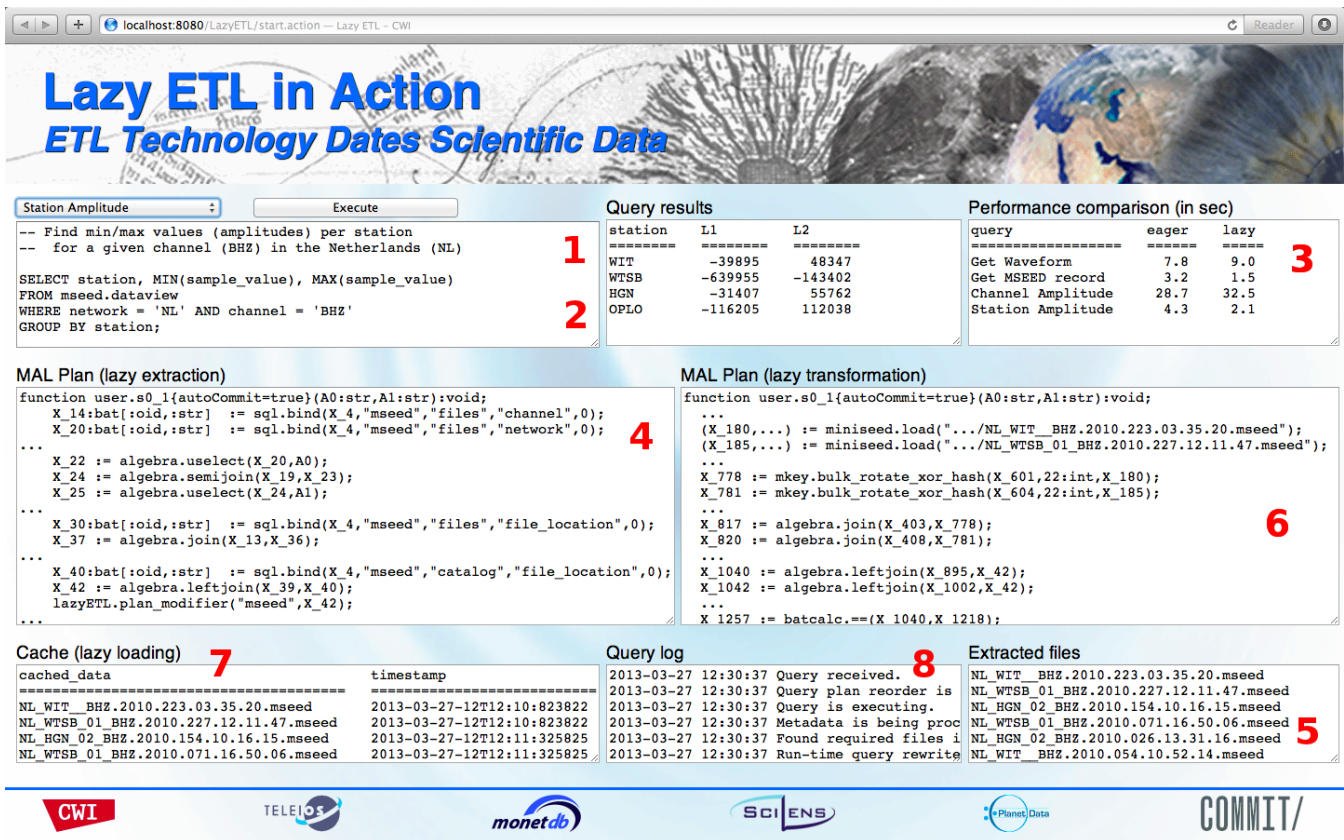 localhost:8080/LazyETL/start.action — Lazy ETL – CWI
Reader
Lazy ETL in Action
ETL Technology Dates Scientific Data
Station Amplitude
Execute
-- Find min/max values (amplitudes) per station
--  for a given channel (BHZ) in the Netherlands (NL)
SELECT station, MIN(sample_value), MAX(sample_value)
FROM mseed.dataview
WHERE network = 'NL' AND channel = 'BHZ'
GROUP BY station;
1
2
Query results
station L1 L2
======== ======== ========
WIT -39895 48347
WTSB -639955 -143402
HGN -31407 55762
OPLO -116205 112038
Performance comparison (in sec)
query eager lazy
================== ====== =====
Get Waveform 7.8 9.0
Get MSEED record 3.2 1.5
Channel Amplitude 28.7 32.5
Station Amplitude 4.3 2.1
3
MAL Plan (lazy extraction)
function user.s0_1{autoCommit=true}(A0:str,A1:str):void;
X_14:bat[:oid,:str] := sql.bind(X_4,"mseed","files","channel",0);
X_20:bat[:oid,:str] := sql.bind(X_4,"mseed","files","network",0);
...
X_22 := algebra.uselect(X_20,A0);
X_24 := algebra.semijoin(X_19,X_23);
X_25 := algebra.uselect(X_24,A1);
...
X_30:bat[:oid,:str] := sql.bind(X_4,"mseed","files","file_location",0);
X_37 := algebra.join(X_13,X_36);
...
X_40:bat[:oid,:str] := sql.bind(X_4,"mseed","catalog","file_location",0);
X_42 := algebra.leftjoin(X_39,X_40);
lazyETL.plan_modifier("mseed",X_42);
...
4
MAL Plan (lazy transformation)
function user.s0_1{autoCommit=true}(A0:str,A1:str):void;
...
(X_180,...) := miniseed.load(".../NL_WIT__BHZ.2010.223.03.35.20.mseed");
(X_185,...) := miniseed.load(".../NL_WTSB_01_BHZ.2010.227.12.11.47.mseed");
...
X_778 := mkey.bulk_rotate_xor_hash(X_601,22:int,X_180);
X_781 := mkey.bulk_rotate_xor_hash(X_604,22:int,X_185);
...
X_817 := algebra.join(X_403,X_778);
X_820 := algebra.join(X_408,X_781);
...
X_1040 := algebra.leftjoin(X_895,X_42);
X_1042 := algebra.leftjoin(X_1002,X_42);
...
X_1257 := batcalc.==(X_1040,X_1218);
6
Cache (lazy loading)
7
cached_data timestamp
===================================== ============================
NL_WIT__BHZ.2010.223.03.35.20.mseed 2013-03-27-12T12:10:823822
NL_WTSB_01_BHZ.2010.227.12.11.47.mseed 2013-03-27-12T12:10:823822
NL_HGN_02_BHZ.2010.154.10.16.15.mseed 2013-03-27-12T12:11:325825
NL_WTSB_01_BHZ.2010.071.16.50.06.mseed 2013-03-27-12T12:11:325825
Query log
8
2013-03-27 12:30:37 Query received.
2013-03-27 12:30:37 Query plan reorder is
2013-03-27 12:30:37 Query is executing.
2013-03-27 12:30:37 Metadata is being proc
2013-03-27 12:30:37 Found required files i
2013-03-27 12:30:37 Run-time query rewrite
Extracted files
NL_WIT__BHZ.2010.223.03.35.20.mseed
NL_WTSB_01_BHZ.2010.227.12.11.47.mseed
NL_HGN_02_BHZ.2010.154.10.16.15.mseed
NL_WTSB_01_BHZ.2010.071.16.50.06.mseed
NL_HGN_02_BHZ.2010.026.13.31.16.mseed
NL_WIT__BHZ.2010.054.10.52.14.mseed
5
CWI
TELEIOS
monetdb
SCILENS
Planet Data
COMMIT/